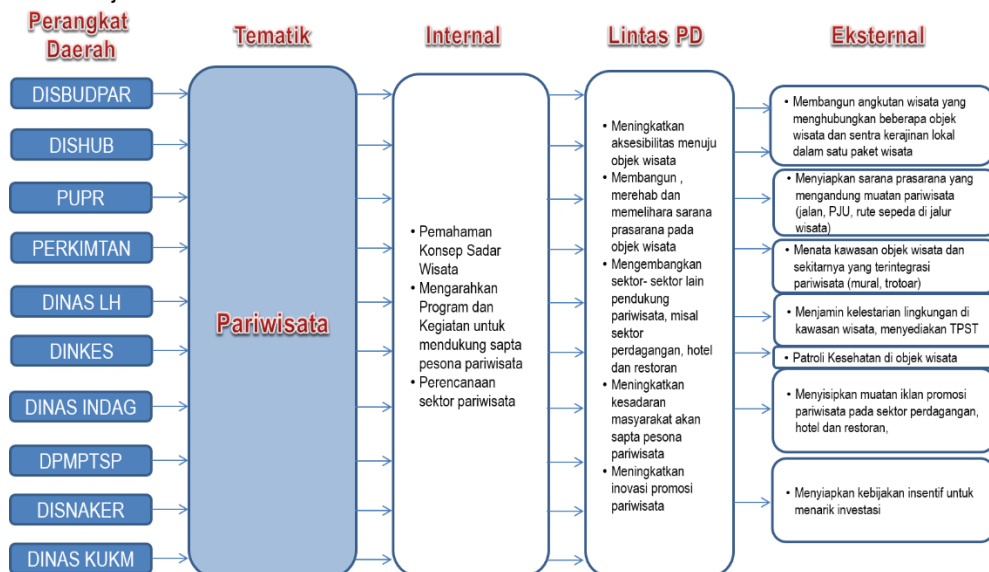 Perangkat
Daerah
Tematik
Internal
Lintas PD
Eksternal
DISBUDPAR
DISHUB
PUPR
PERKIMTAN
DINAS LH
DINKES
DINAS INDAG
DPMPTSP
DISNAKER
DINAS KUKM
Pariwisata
• Pemahaman
Konsep Sadar
Wisata
• Mengarahkan
Program dan
Kegiatan untuk
mendukung sapta
pesona pariwisata
• Perencanaan
sektor pariwisata
• Meningkatkan
aksesibilitas menuju
objek wisata
• Membangun ,
merehab dan
memelihara sarana
prasarana pada
objek wisata
• Mengembangkan
sektor- sektor lain
pendukung
pariwisata, misal
sektor
perdagangan, hotel
dan restoran
• Meningkatkan
kesadaran
masyarakat akan
sapta pesona
pariwisata
• Meningkatkan
inovasi promosi
pariwisata
• Membangun angkutan wisata yang
menghubungkan beberapa objek
wisata dan sentra kerajinan lokal
dalam satu paket wisata
• Menyiapkan sarana prasarana yang
mengandung muatan pariwisata
(jalan, PJU, rute sepeda di jalur
wisata)
• Menata kawasan objek wisata dan
sekitarnya yang terintegrasi
pariwisata (mural, trotoar)
• Menjamin kelestarian lingkungan di
kawasan wisata, menyediakan TPST
• Patroli Kesehatan di objek wisata
• Menyisipkan muatan iklan promosi
pariwisata pada sektor perdagangan,
hotel dan restoran,
• Menyiapkan kebijakan insentif untuk
menarik investasi